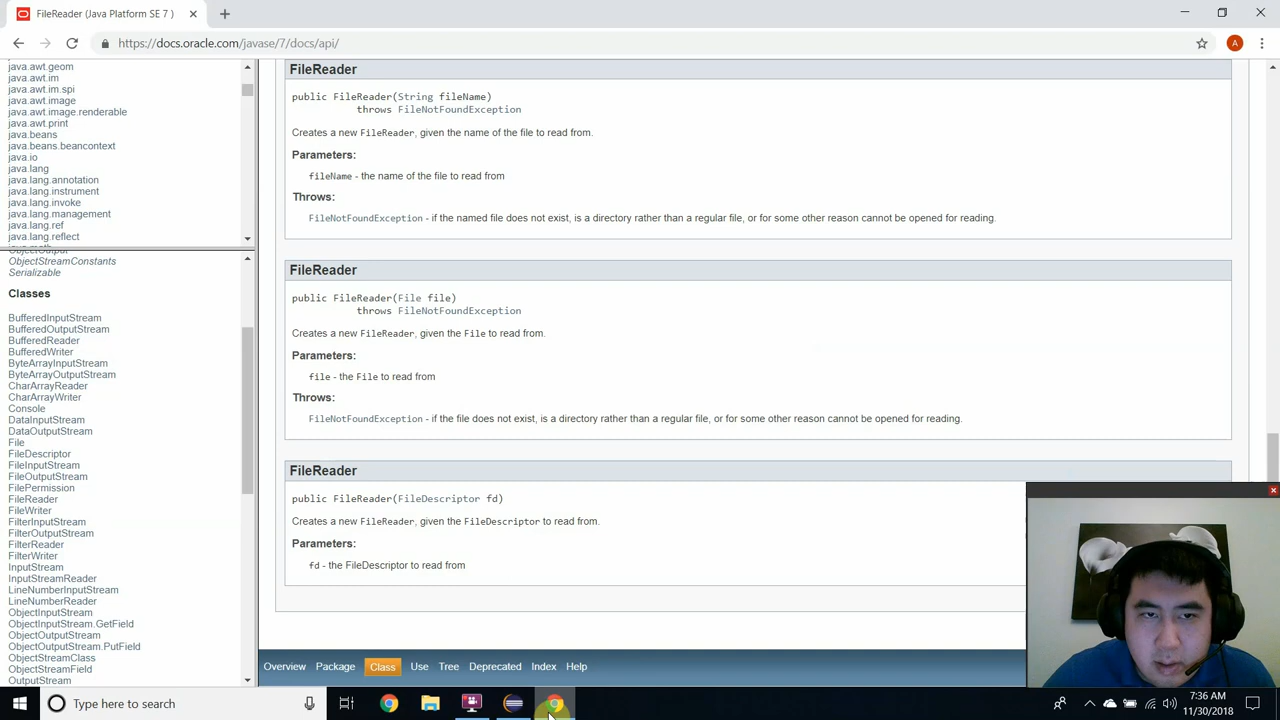 FileReader (Java Platform SE 7 )
https://docs.oracle.com/javase/7/docs/api/
A
java.awt.geom
java.awt.im
java.awt.im.spi
java.awt.image
java.awt.image.renderable
java.awt.print
java.beans
java.beans.beancontext
java.io
java.lang
java.lang.annotation
java.lang.instrument
java.lang.invoke
java.lang.management
java.lang.ref
java.lang.reflect
java.math
ObjectOutput
ObjectStreamConstants
Serializable
Classes
BufferedInputStream
BufferedOutputStream
BufferedReader
BufferedWriter
ByteArrayInputStream
ByteArrayOutputStream
CharArrayReader
CharArrayWriter
Console
DataInputStream
DataOutputStream
File
FileDescriptor
FileInputStream
FileOutputStream
FilePermission
FileReader
FileWriter
FilterInputStream
FilterOutputStream
FilterReader
FilterWriter
InputStream
InputStreamReader
LineNumberInputStream
LineNumberReader
ObjectInputStream
ObjectInputStream.GetField
ObjectOutputStream
ObjectOutputStream.PutField
ObjectStreamClass
ObjectStreamField
OutputStream
FileReader
public FileReader(String fileName)
throws FileNotFoundException
Creates a new FileReader, given the name of the file to read from.
Parameters:
fileName - the name of the file to read from
Throws:
FileNotFoundException - if the named file does not exist, is a directory rather than a regular file, or for some other reason cannot be opened for reading.
FileReader
public FileReader(File file)
throws FileNotFoundException
Creates a new FileReader, given the File to read from.
Parameters:
file - the File to read from
Throws:
FileNotFoundException - if the file does not exist, is a directory rather than a regular file, or for some other reason cannot be opened for reading.
FileReader
public FileReader(FileDescriptor fd)
Creates a new FileReader, given the FileDescriptor to read from.
Parameters:
fd - the FileDescriptor to read from
Overview Package Class Use Tree Deprecated Index Help
Type here to search
7:36 AM
11/30/2018